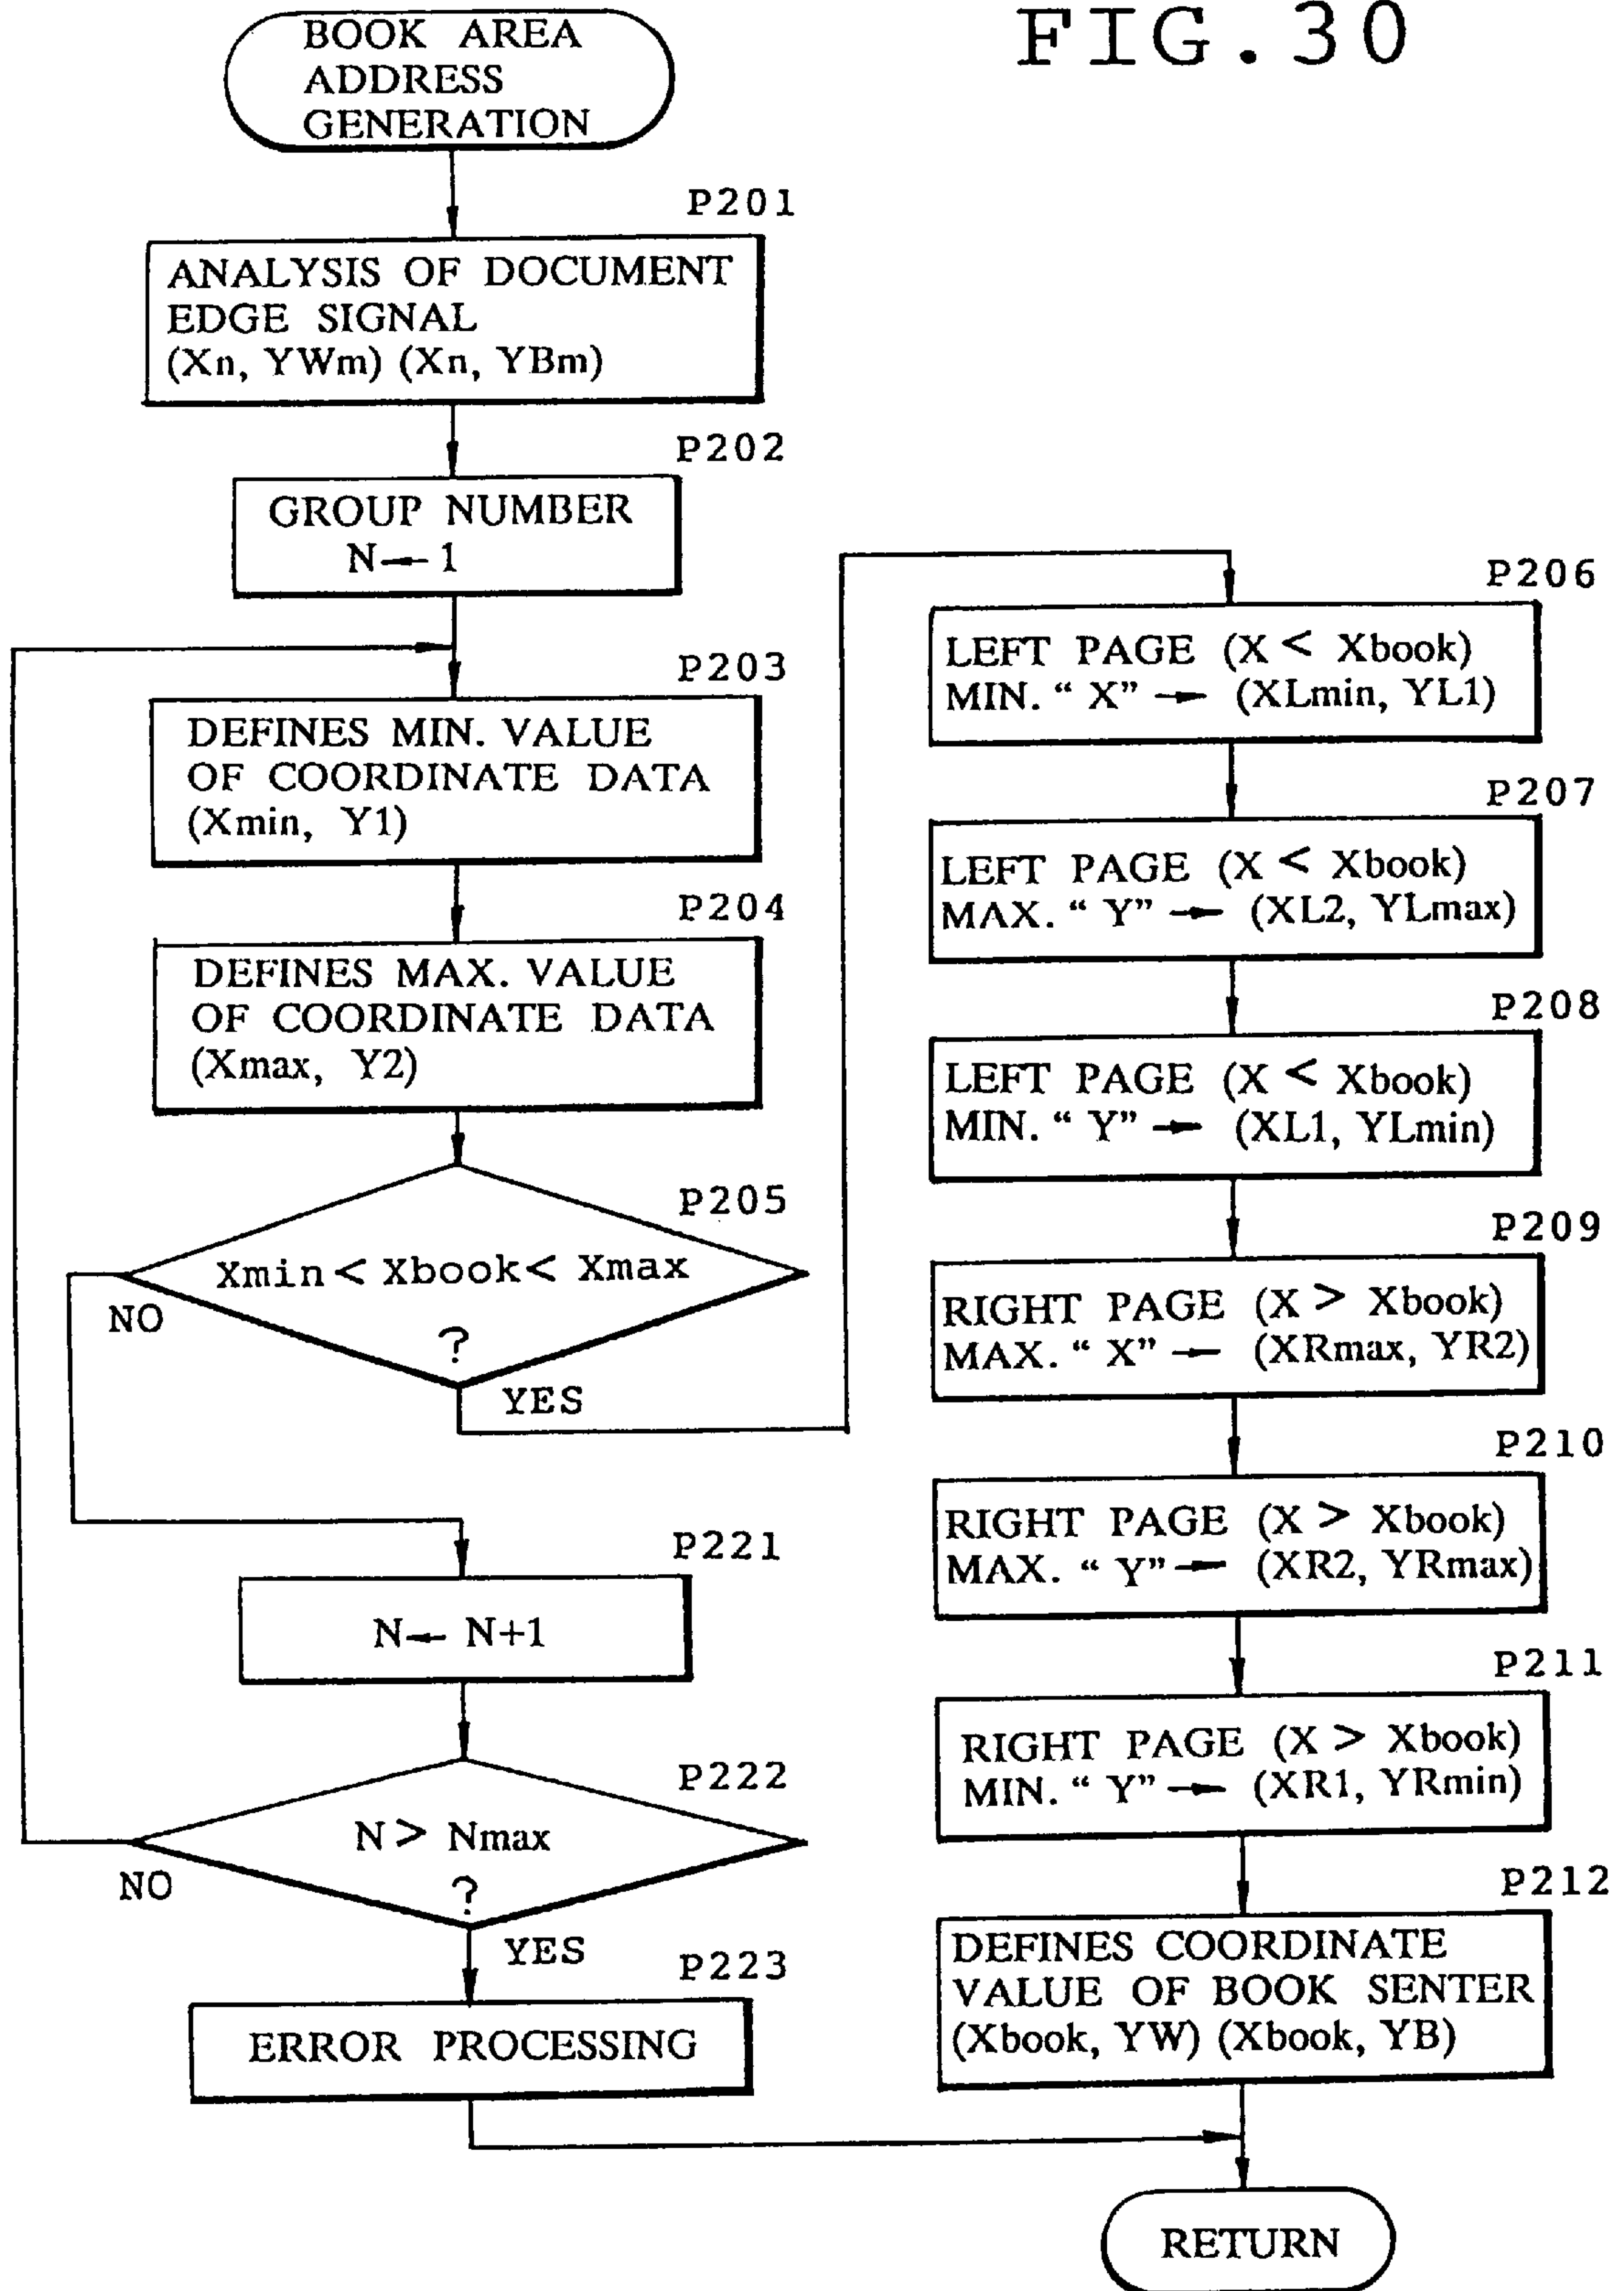 FIG.30
BOOK AREA
ADDRESS
GENERATION
P201
ANALYSIS OF DOCUMENT
EDGE SIGNAL
(Xn, YWm) (Xn, YBm)
P202
GROUP NUMBER
N←1
P203
DEFINES MIN. VALUE
OF COORDINATE DATA
(Xmin, Y1)
P204
DEFINES MAX. VALUE
OF COORDINATE DATA
(Xmax, Y2)
P205
Xmin < Xbook < Xmax
?
NO
YES
P221
N← N+1
P222
N > Nmax
?
NO
YES
P223
ERROR PROCESSING
P206
LEFT PAGE (X < Xbook)
MIN. “ X” → (XLmin, YL1)
P207
LEFT PAGE (X < Xbook)
MAX. “ Y” → (XL2, YLmax)
P208
LEFT PAGE (X < Xbook)
MIN. “ Y” → (XL1, YLmin)
P209
RIGHT PAGE (X > Xbook)
MAX. “ X” → (XRmax, YR2)
P210
RIGHT PAGE (X > Xbook)
MAX. “ Y” → (XR2, YRmax)
P211
RIGHT PAGE (X > Xbook)
MIN. “ Y” → (XR1, YRmin)
P212
DEFINES COORDINATE
VALUE OF BOOK SENTER
(Xbook, YW) (Xbook, YB)
RETURN